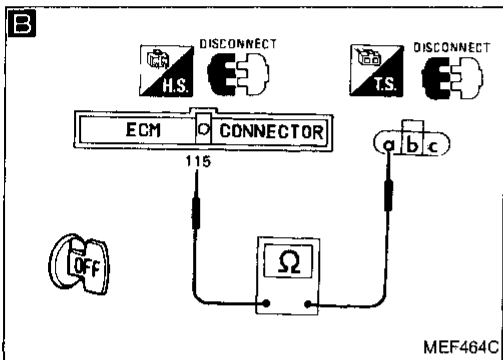 B
DISCONNECT
H.S.
DISCONNECT
T.S.
ECM CONNECTOR
a b c
115
OFF
Ω
MEF464C